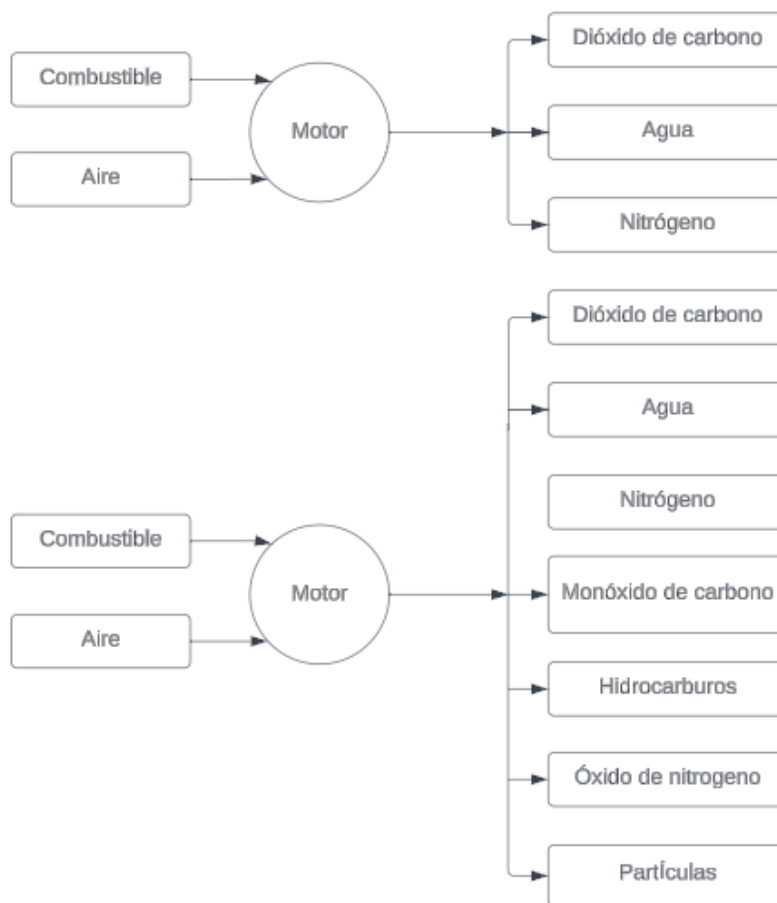 Dióxido de carbono
Combustible
Motor
Agua
Aire
Nitrógeno
Dióxido de carbono
Agua
Nitrógeno
Combustible
Motor
Monóxido de carbono
Aire
Hidrocarburos
Óxido de nitrogeno
PartÍculas